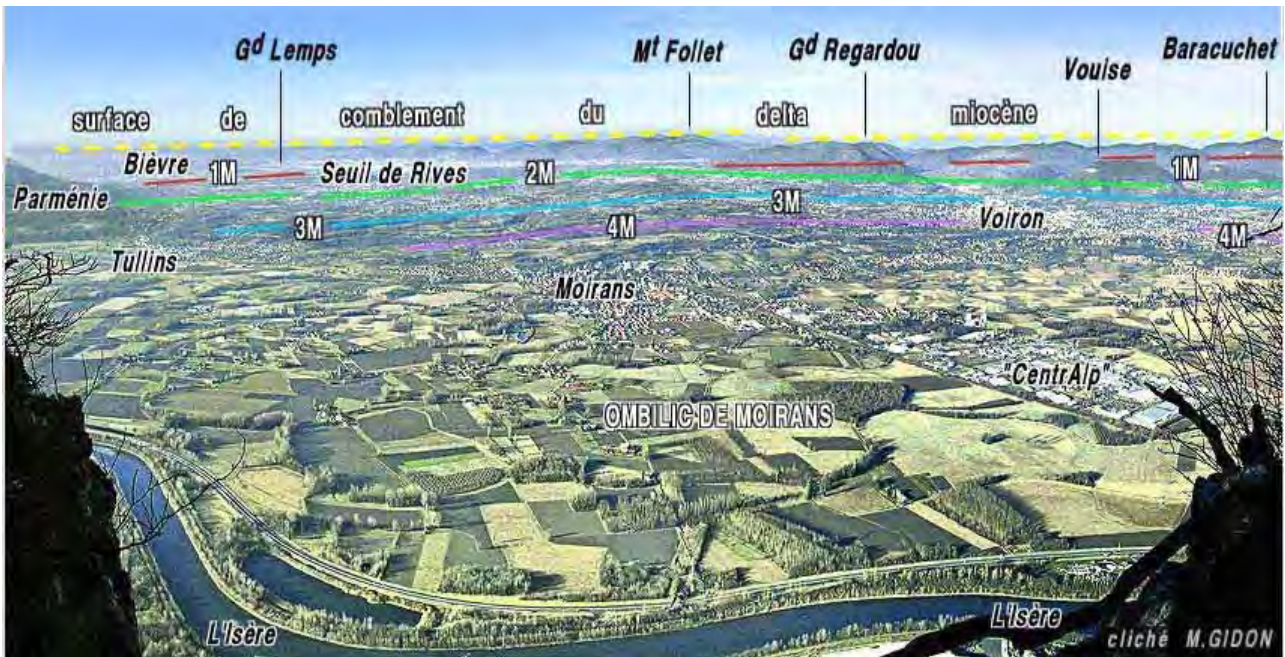 Gd Lemps
Mt Follet
Gd Regardou
Vouise
Baracuchet
surface de comblement du delta miocène
Bièvre
1M
Seuil de Rives
2M
1M
Parménie
3M
4M
3M
Voiron
4M
Tullins
Moirans
"CentrAlp"
OMBILIC DE MOIRANS
L'Isère
L'Isère
cliché M.GIDON